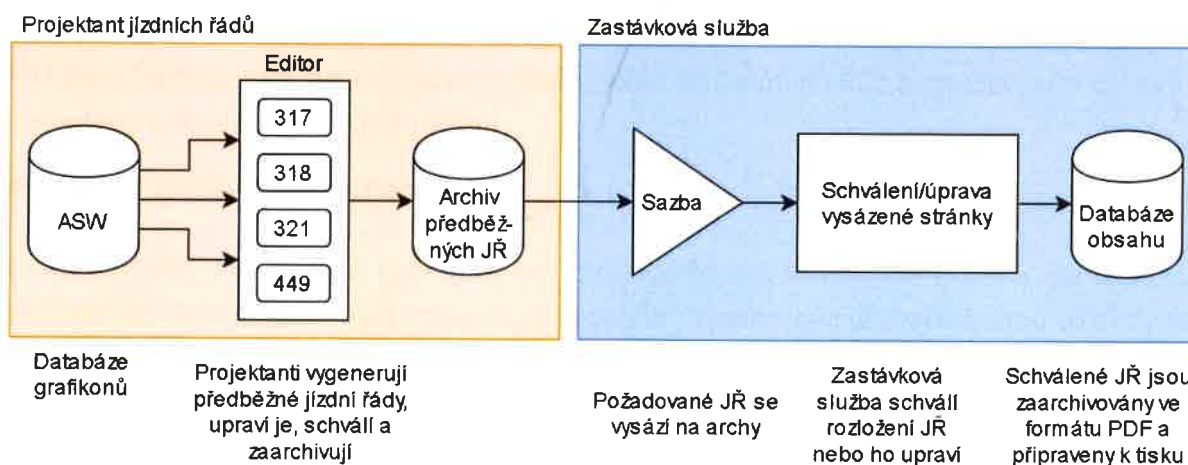 Projektant jízdních řádů
Zastávková služba
Editor
317
318
321
449
ASW
Archiv
předběž-
ných JŘ
Sazba
Schválení/úprava
vysázené stránky
Databáze
obsahu
Databáze
grafikonů
Projektanti vygenerují
předběžné jízdní řády,
upraví je, schválí a
zaarchivují
Požadované JŘ se
vysází na archy
Zastávková
služba schválí
rozložení JŘ
nebo ho upraví
Schválené JŘ jsou
zaarchivovány ve
formátu PDF a
připraveny k tisku